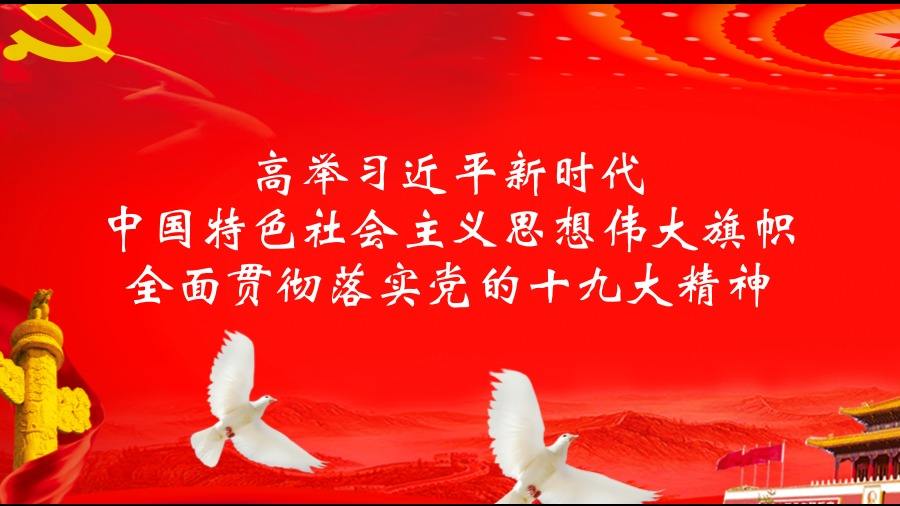 高举习近平新时代
中国特色社会主义思想伟大旗帜
全面贯彻落实党的十九大精神